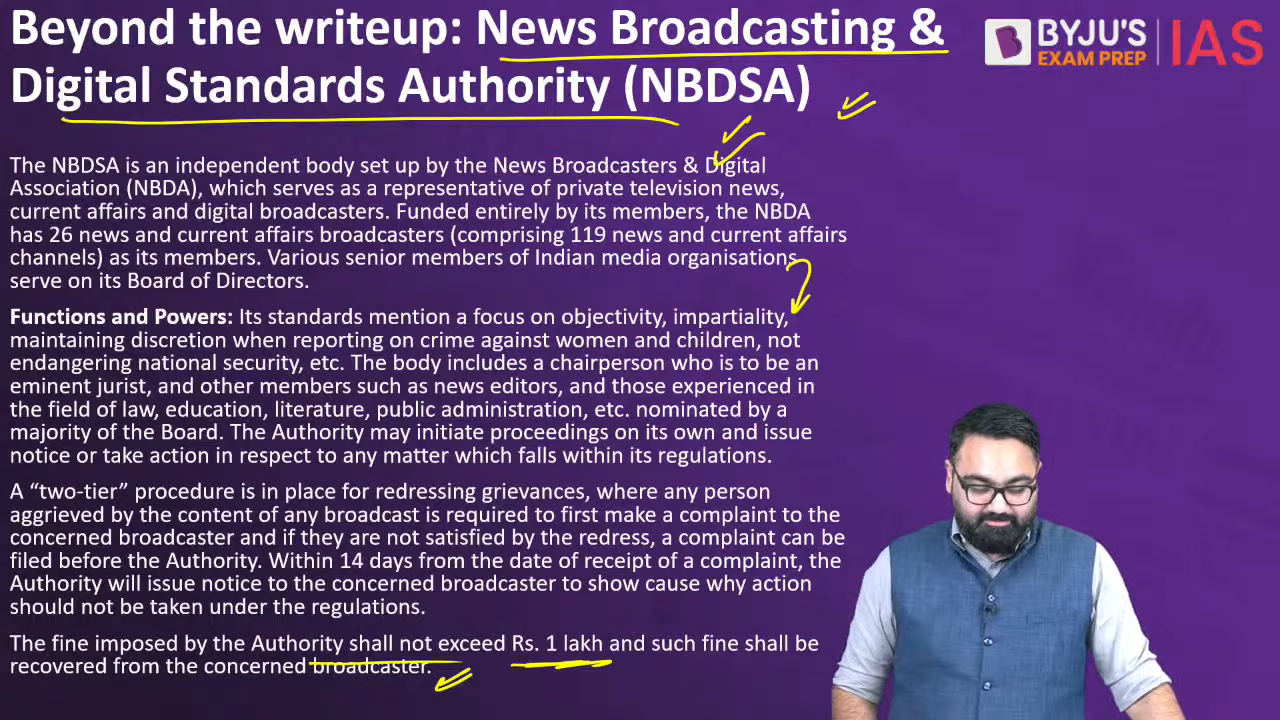 Beyond the writeup: News Broadcasting &
Digital Standards Authority (NBDSA)
BYJU'S
EXAM PREP
IAS
The NBDSA is an independent body set up by the News Broadcasters & Digital
Association (NBDA), which serves as a representative of private television news,
current affairs and digital broadcasters. Funded entirely by its members, the NBDA
has 26 news and current affairs broadcasters (comprising 119 news and current affairs
channels) as its members. Various senior members of Indian media organisations
serve on its Board of Directors.
Functions and Powers: Its standards mention a focus on objectivity, impartiality,
maintaining discretion when reporting on crime against women and children, not
endangering national security, etc. The body includes a chairperson who is to be an
eminent jurist, and other members such as news editors, and those experienced in
the field of law, education, literature, public administration, etc. nominated by a
majority of the Board. The Authority may initiate proceedings on its own and issue
notice or take action in respect to any matter which falls within its regulations.
A “two-tier” procedure is in place for redressing grievances, where any person
aggrieved by the content of any broadcast is required to first make a complaint to the
concerned broadcaster and if they are not satisfied by the redress, a complaint can be
filed before the Authority. Within 14 days from the date of receipt of a complaint, the
Authority will issue notice to the concerned broadcaster to show cause why action
should not be taken under the regulations.
The fine imposed by the Authority shall not exceed Rs. 1 lakh and such fine shall be
recovered from the concerned broadcaster.